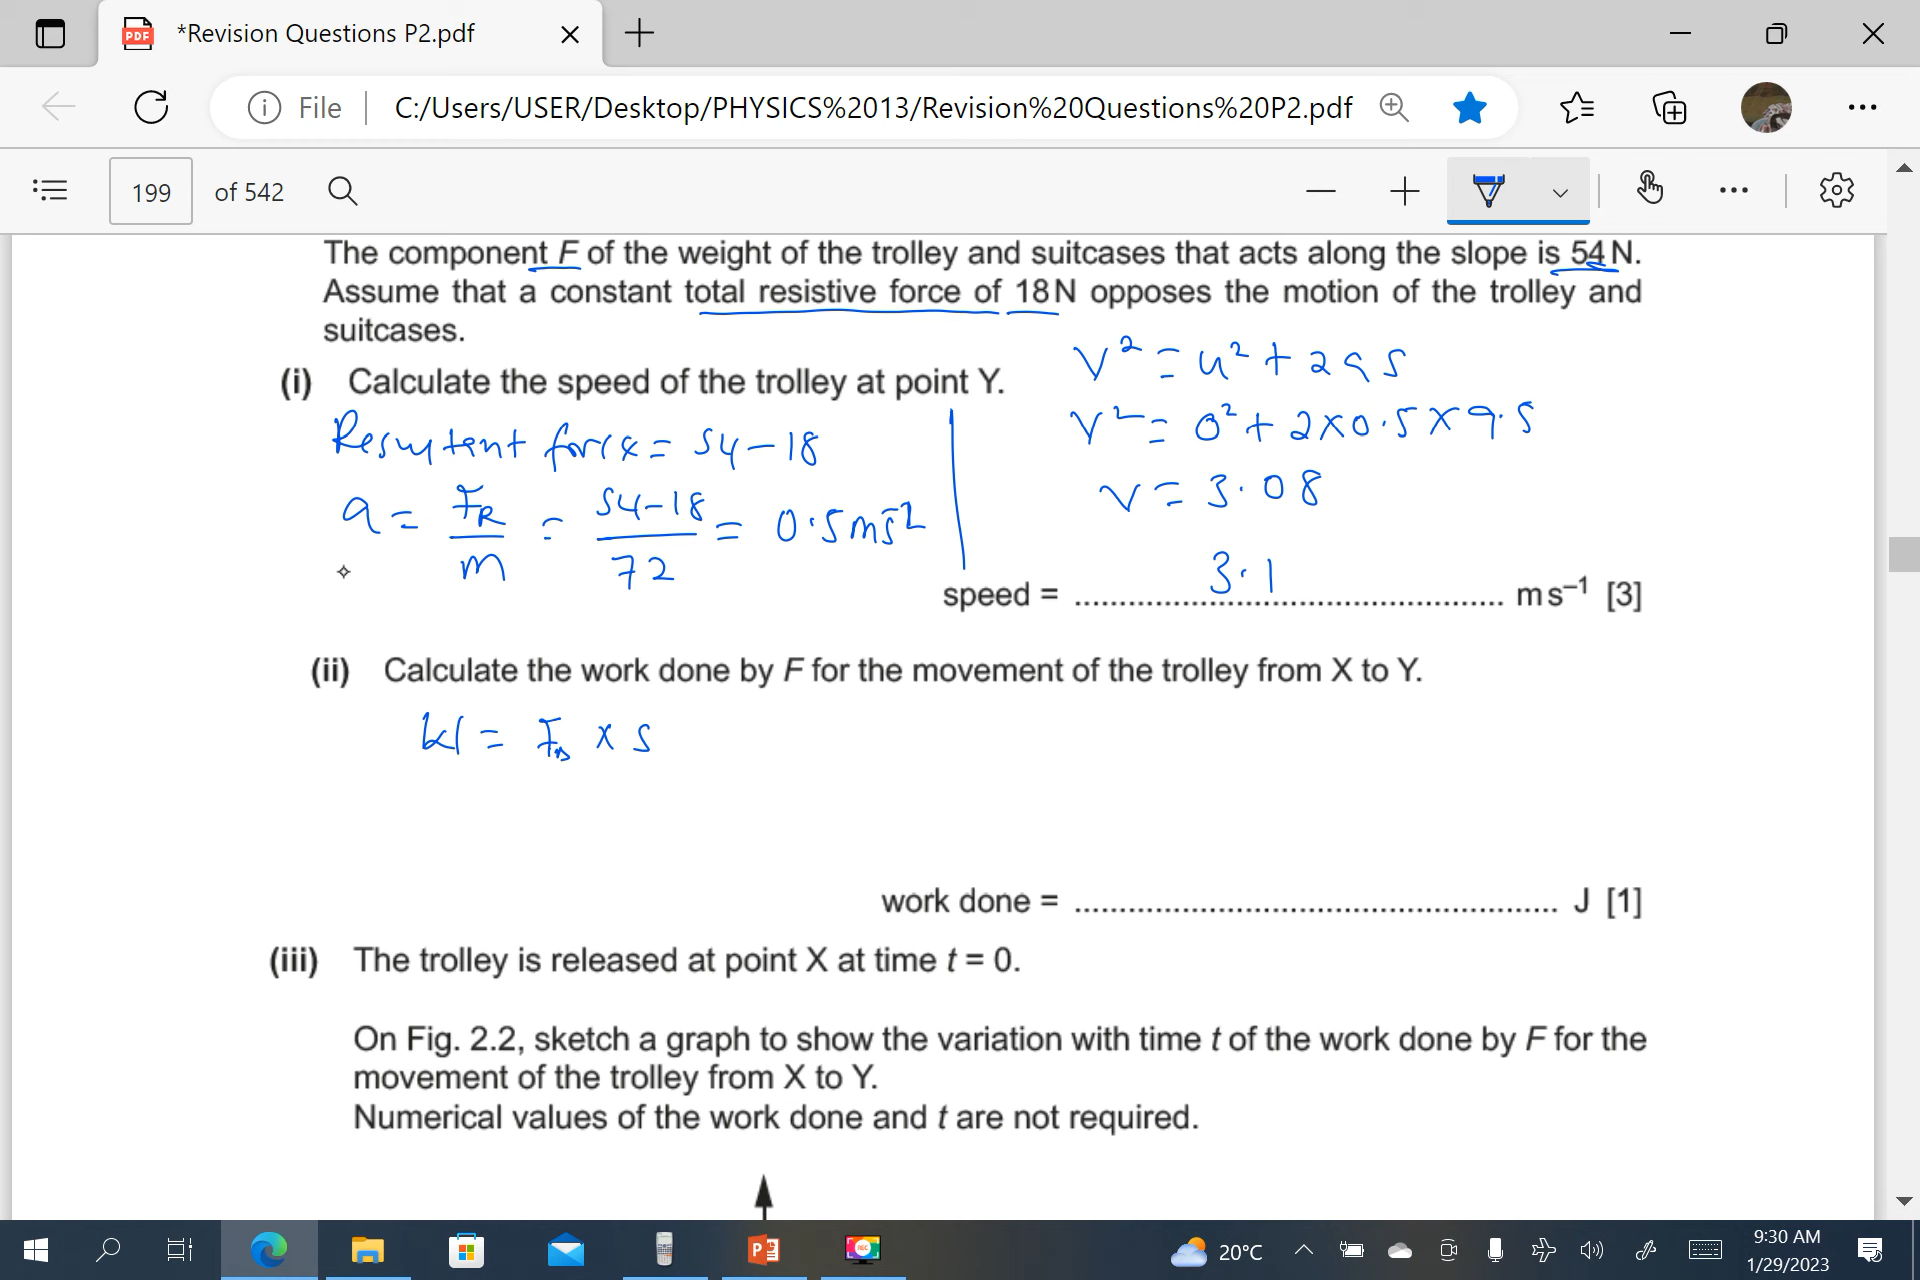 *Revision Questions P2.pdf
File
C:/Users/USER/Desktop/PHYSICS%2013/Revision%20Questions%20P2.pdf
199 of 542
The component F of the weight of the trolley and suitcases that acts along the slope is 54 N.
Assume that a constant total resistive force of 18 N opposes the motion of the trolley and
suitcases.
(i) Calculate the speed of the trolley at point Y.
Resultent force = 54 - 18
a = F_R / m = 54-18 / 72 = 0.5 ms⁻²
v² = u² + 2as
v² = 0² + 2 × 0.5 × 9.5
v = 3.08
speed = 3.1 m s⁻¹ [3]
(ii) Calculate the work done by F for the movement of the trolley from X to Y.
W = F × s
work done = ........ J [1]
(iii) The trolley is released at point X at time t = 0.
On Fig. 2.2, sketch a graph to show the variation with time t of the work done by F for the
movement of the trolley from X to Y.
Numerical values of the work done and t are not required.
20°C
9:30 AM
1/29/2023